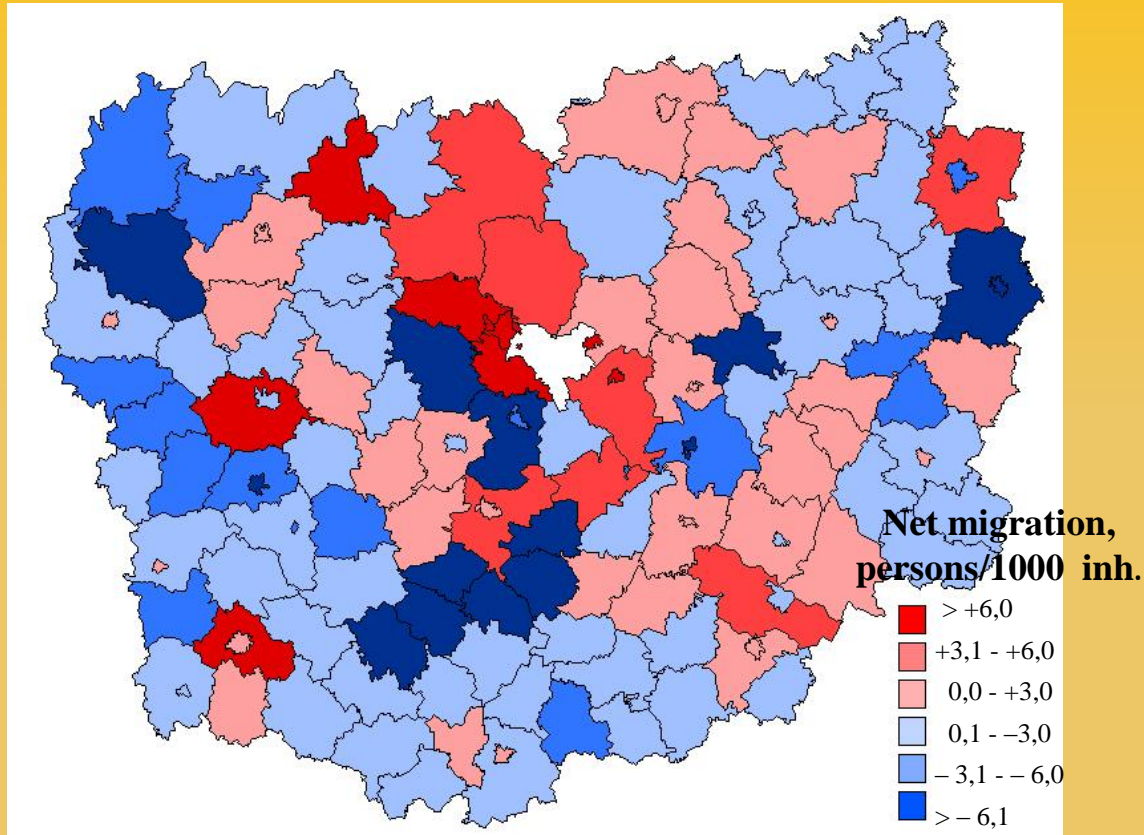 Net migration,
persons/1000 inh.
> +6,0
+3,1 - +6,0
0,0 - +3,0
0,1 - –3,0
– 3,1 - – 6,0
> – 6,1